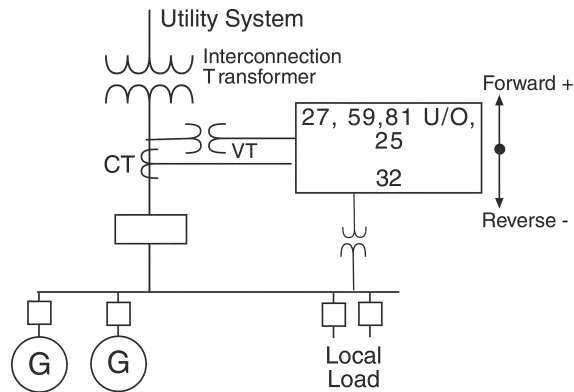 Utility System
Interconnection
Transformer
Forward +
27, 59,81 U/O,
25
VT
CT
32
Reverse -
G
G
Local
Load